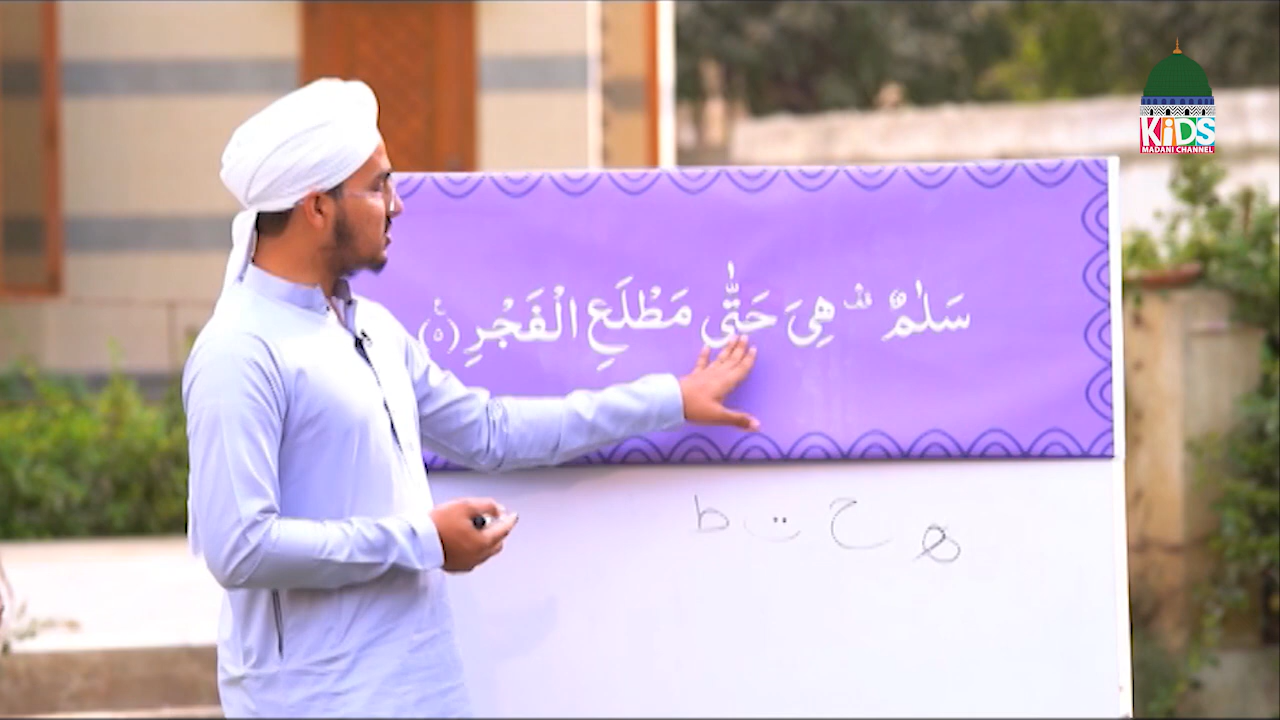 KiDS
MADANI CHANNEL
سَلٰمٌ ۛ۟ هِیَ حَتّٰى مَطْلَعِ الْفَجْرِ ﴿۵﴾
ه ح ت ط